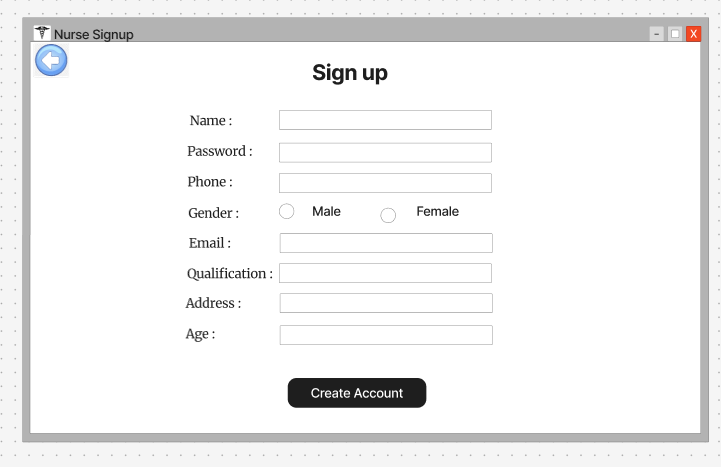 Nurse Signup
- X
Sign up
Name :
Password :
Phone :
Gender : Male Female
Email :
Qualification :
Address :
Age :
Create Account